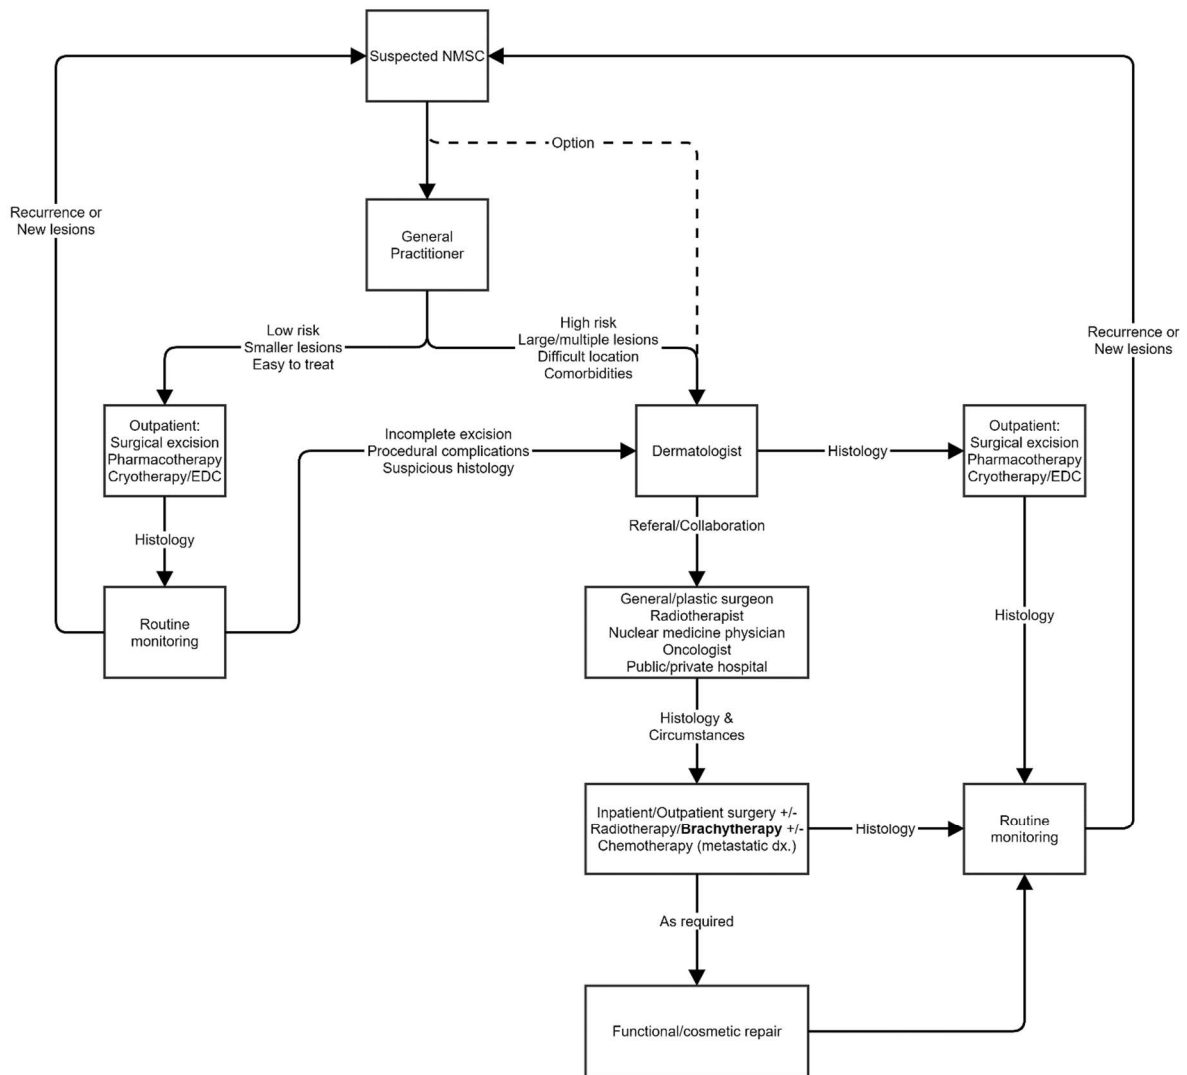 Suspected NMSC
Option
Recurrence or
New lesions
General
Practitioner
Low risk
Smaller lesions
Easy to treat
High risk
Large/multiple lesions
Difficult location
Comorbidities
Recurrence or
New lesions
Outpatient:
Surgical excision
Pharmacotherapy
Cryotherapy/EDC
Incomplete excision
Procedural complications
Suspicious histology
Dermatologist
Histology
Outpatient:
Surgical excision
Pharmacotherapy
Cryotherapy/EDC
Histology
Referal/Collaboration
Routine
monitoring
General/plastic surgeon
Radiotherapist
Nuclear medicine physician
Oncologist
Public/private hospital
Histology
Histology &
Circumstances
Inpatient/Outpatient surgery +/-
Radiotherapy/Brachytherapy +/-
Chemotherapy (metastatic dx.)
Histology
Routine
monitoring
As required
Functional/cosmetic repair